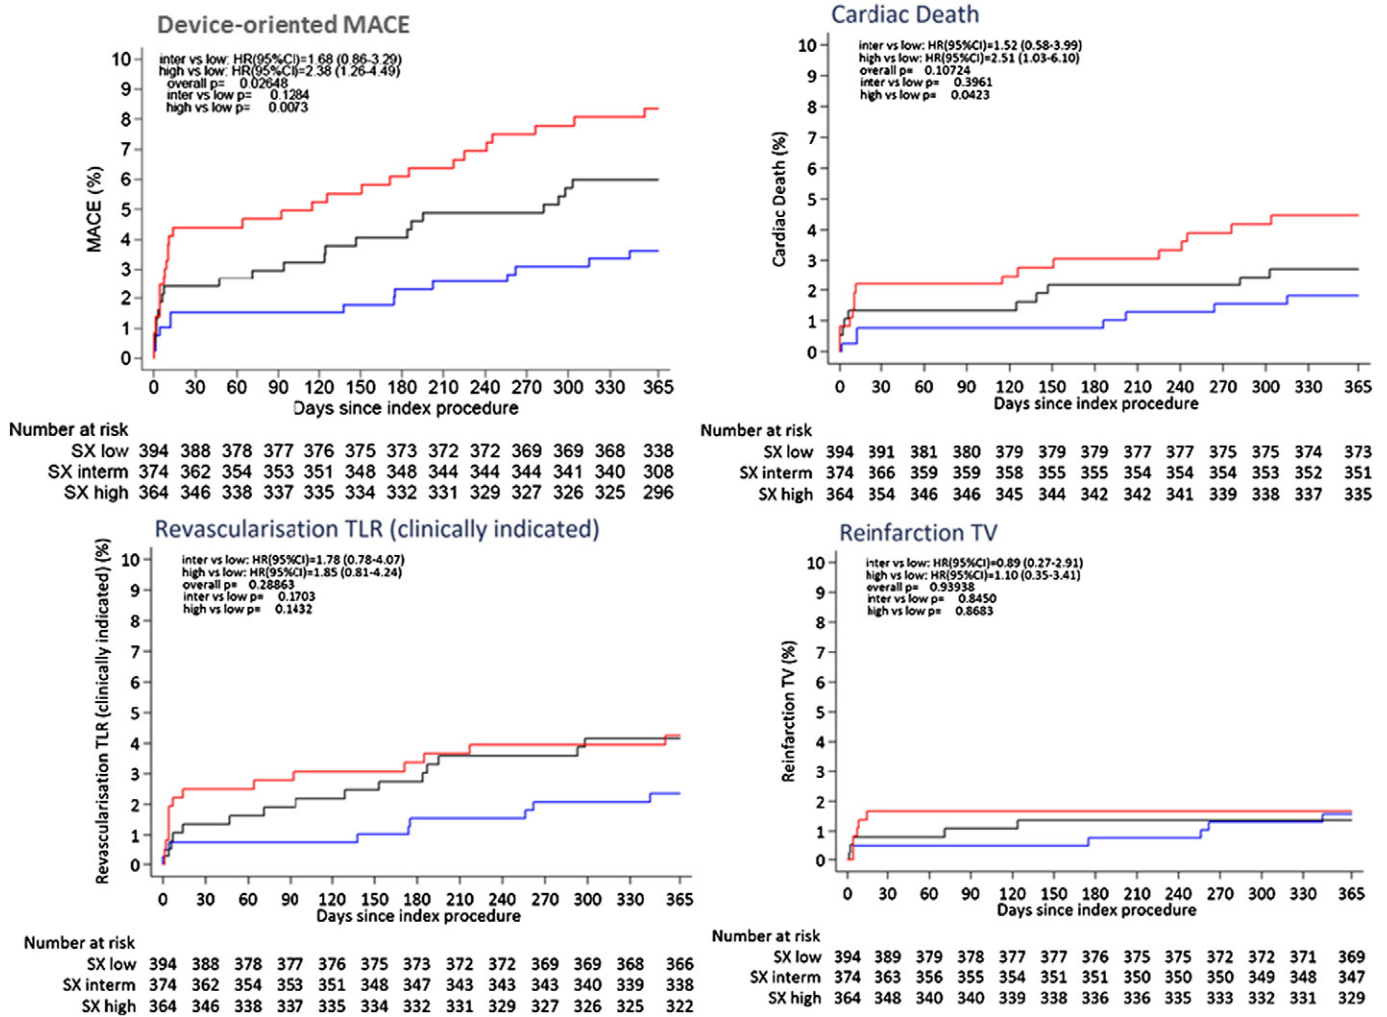 Device-oriented MACE
inter vs low: HR(95%CI)=1.68 (0.86-3.29)
high vs low: HR(95%CI)=2.38 (1.26-4.49)
overall p= 0.02648
inter vs low p= 0.1284
high vs low p= 0.0073
MACE (%)
10
9
8
7
6
5
4
3
2
1
0
0 30 60 90 120 150 180 210 240 270 300 330 365
Days since index procedure
Number at risk
SX low 394 388 378 377 376 375 373 372 372 369 369 368 338
SX interm 374 362 354 353 351 348 348 344 344 344 341 340 308
SX high 364 346 338 337 335 334 332 331 329 327 326 325 296
Cardiac Death
inter vs low: HR(95%CI)=1.52 (0.58-3.99)
high vs low: HR(95%CI)=2.51 (1.03-6.10)
overall p= 0.10724
inter vs low p= 0.3961
high vs low p= 0.0423
Cardiac Death (%)
10
9
8
7
6
5
4
3
2
1
0
0 30 60 90 120 150 180 210 240 270 300 330 365
Days since index procedure
Number at risk
SX low 394 391 381 380 379 379 379 377 377 375 375 374 373
SX interm 374 366 359 359 358 355 355 354 354 354 353 352 351
SX high 364 354 346 346 345 344 342 342 341 339 338 337 335
Revascularisation TLR (clinically indicated)
inter vs low: HR(95%CI)=1.78 (0.78-4.07)
high vs low: HR(95%CI)=1.85 (0.81-4.24)
overall p= 0.28863
inter vs low p= 0.1703
high vs low p= 0.1432
Revascularisation TLR (clinically indicated) (%)
10
9
8
7
6
5
4
3
2
1
0
0 30 60 90 120 150 180 210 240 270 300 330 365
Days since index procedure
Number at risk
SX low 394 388 378 377 376 375 373 372 372 369 369 368 366
SX interm 374 362 354 353 351 348 347 343 343 343 340 339 338
SX high 364 346 338 337 335 334 332 331 329 327 326 325 322
Reinfarction TV
inter vs low: HR(95%CI)=0.89 (0.27-2.91)
high vs low: HR(95%CI)=1.10 (0.35-3.41)
overall p= 0.93938
inter vs low p= 0.8450
high vs low p= 0.8683
Reinfarction TV (%)
10
9
8
7
6
5
4
3
2
1
0
0 30 60 90 120 150 180 210 240 270 300 330 365
Days since index procedure
Number at risk
SX low 394 389 379 378 377 377 376 375 375 372 372 371 369
SX interm 374 363 356 355 354 351 351 350 350 350 349 348 347
SX high 364 348 340 340 339 338 336 336 335 333 332 331 329